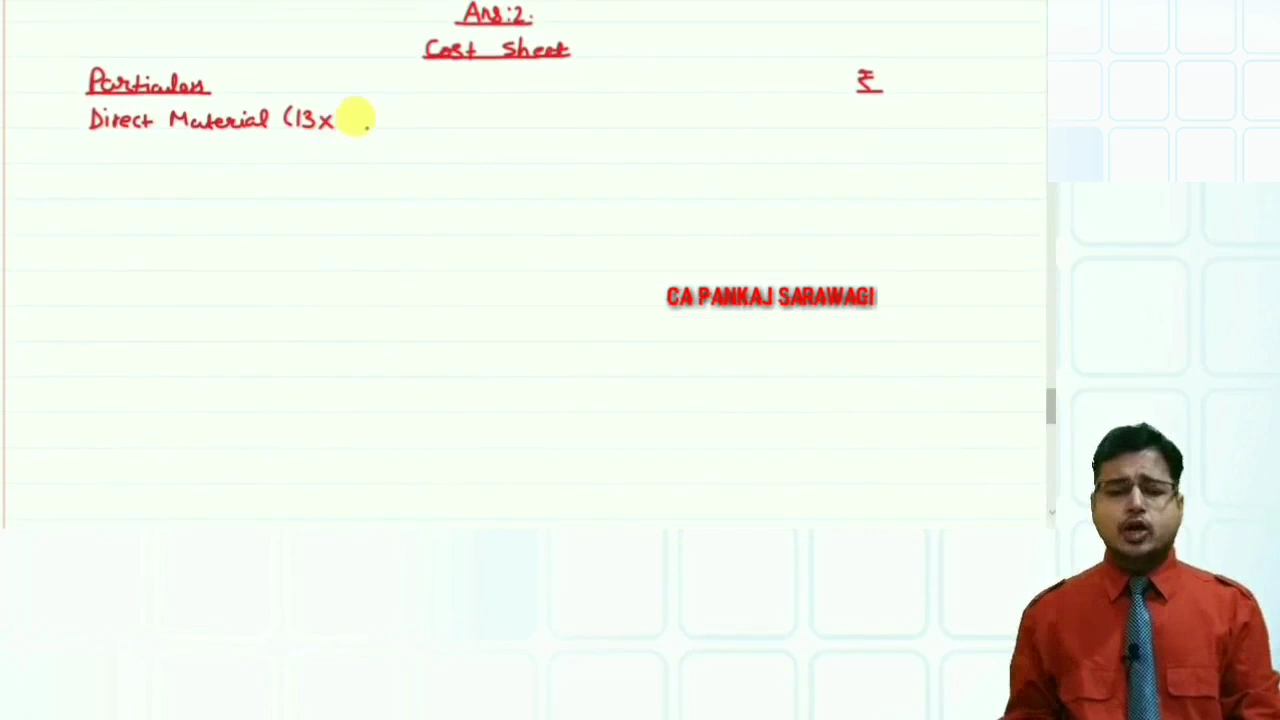 Ans:2.
Cost Sheet
Particulars
₹
Direct Material (13x
CA PANKAJ SARAWAGI